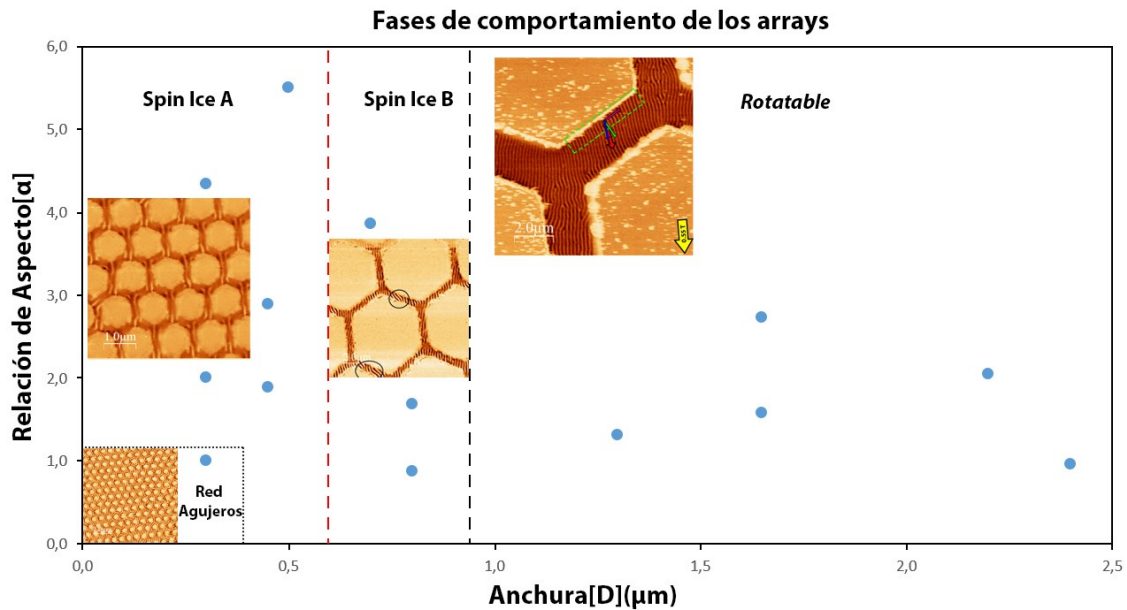 Fases de comportamiento de los arrays
6,0
5,0
4,0
3,0
2,0
1,0
0,0
Relación de Aspecto[α]
Spin Ice A
Spin Ice B
Rotatable
1.0μm
2.0μm
0.55 T
Red
Agujeros
0,0
0,5
1,0
1,5
2,0
2,5
Anchura[D](μm)